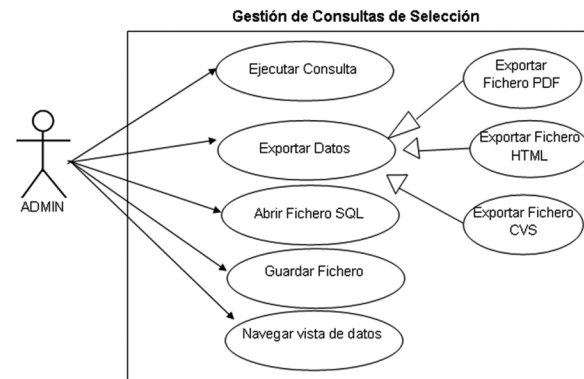 Gestión de Consultas de Selección
Ejecutar Consulta
Exportar
Fichero PDF
Exportar Datos
Exportar Fichero
HTML
ADMIN
Abrir Fichero SQL
Exportar Fichero
CVS
Guardar Fichero
Navegar vista de datos